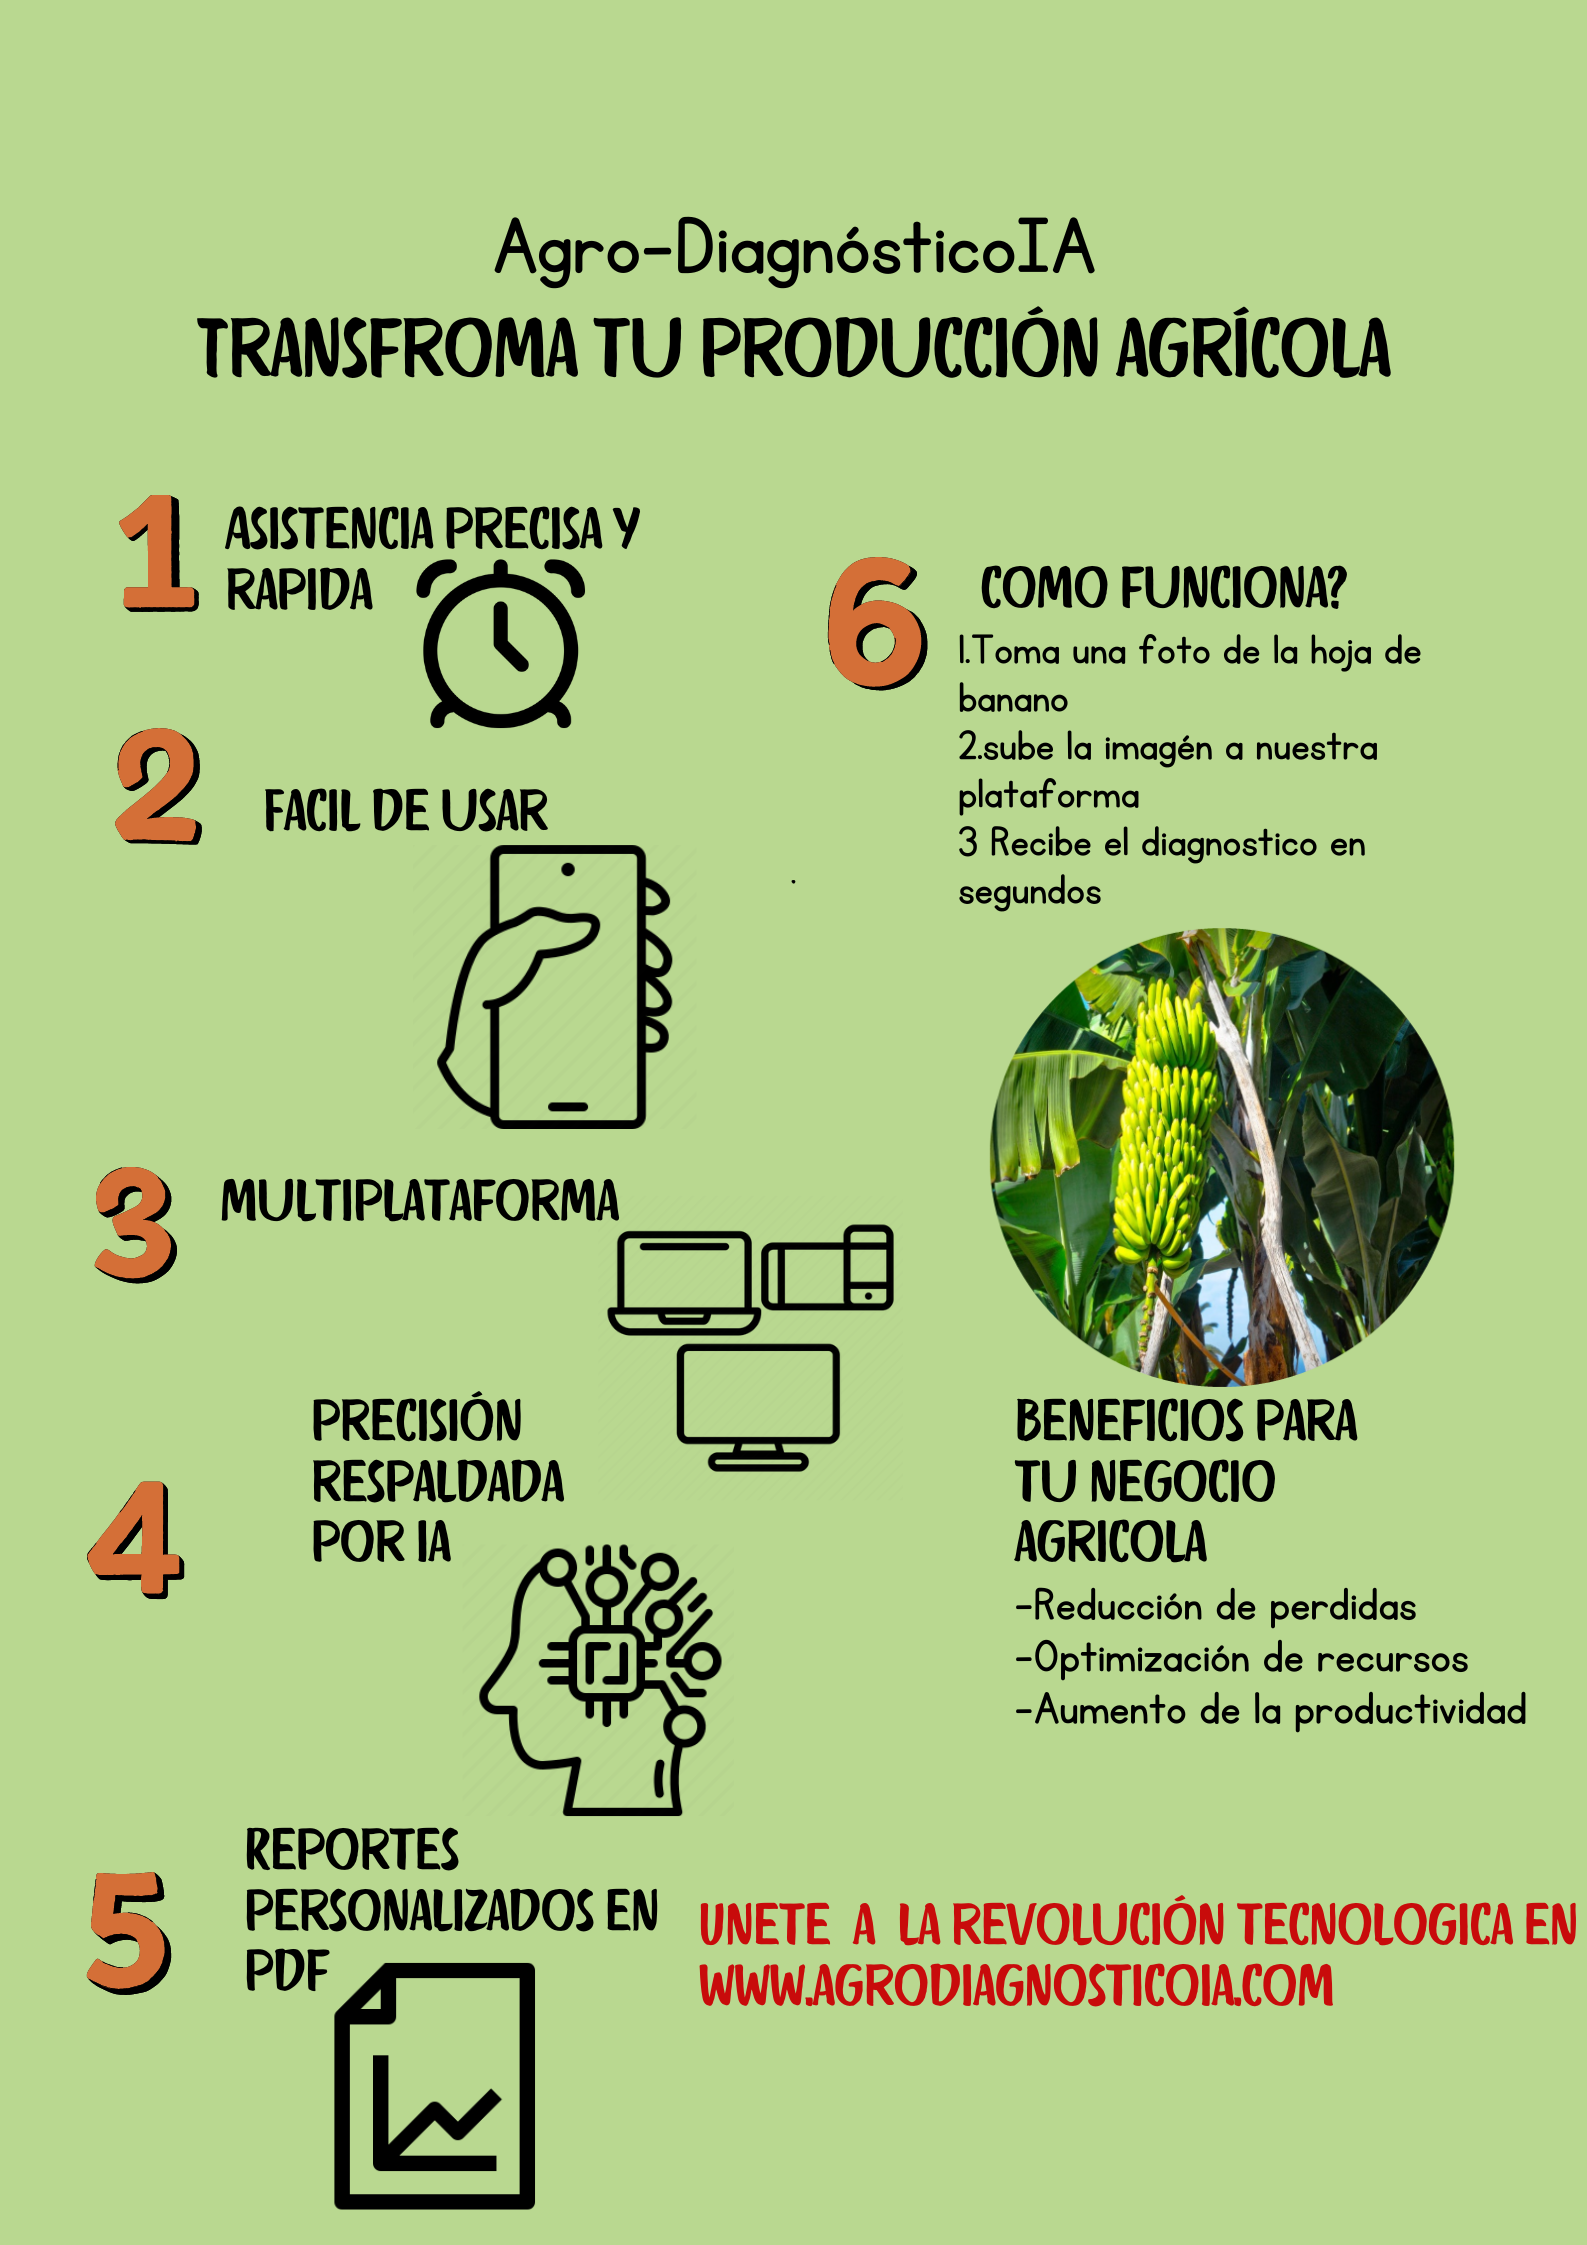 Agro-DiagnósticoIA
TRANSFROMA TU PRODUCCIÓN AGRÍCOLA
1
ASISTENCIA PRECISA Y
RAPIDA
2
FACIL DE USAR
3
MULTIPLATAFORMA
4
PRECISIÓN
RESPALDADA
POR IA
5
REPORTES
PERSONALIZADOS EN
PDF
6
COMO FUNCIONA?
1.Toma una foto de la hoja de
banano
2.sube la imagén a nuestra
plataforma
3 Recibe el diagnostico en
segundos
BENEFICIOS PARA
TU NEGOCIO
AGRICOLA
-Reducción de perdidas
-Optimización de recursos
-Aumento de la productividad
UNETE A LA REVOLUCIÓN TECNOLOGICA EN
WWW.AGRODIAGNOSTICOIA.COM